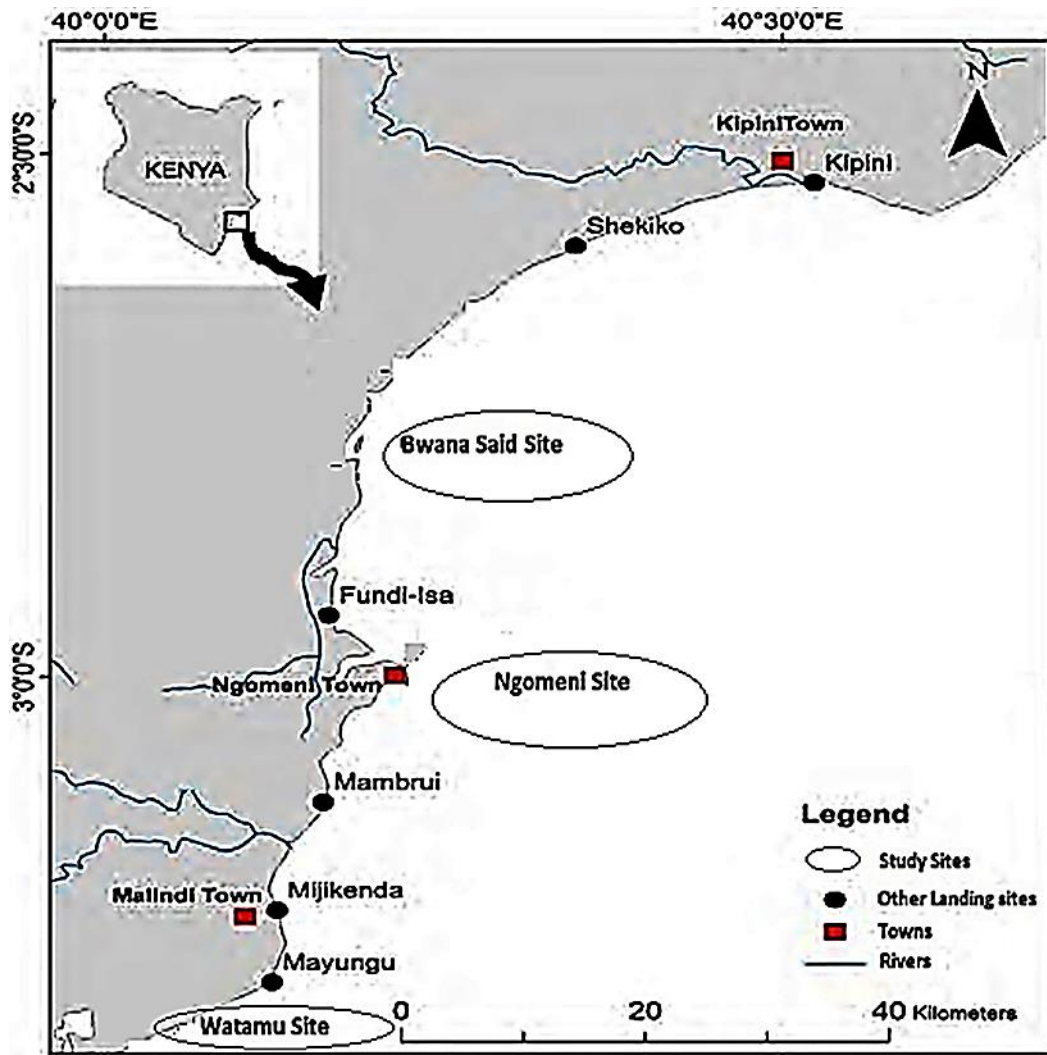 40°0'0"E
40°30'0"E
N
KipiniTown
2°30'0"S
KENYA
Kipini
Shekiko
Bwana Said Site
Fundi-Isa
3°0'0"S
Ngomeni Town
Ngomeni Site
Mambrui
Legend
Study Sites
Malindi Town
Mijikenda
Other Landing sites
Towns
Mayungu
Rivers
Watamu Site
0 20 40 Kilometers